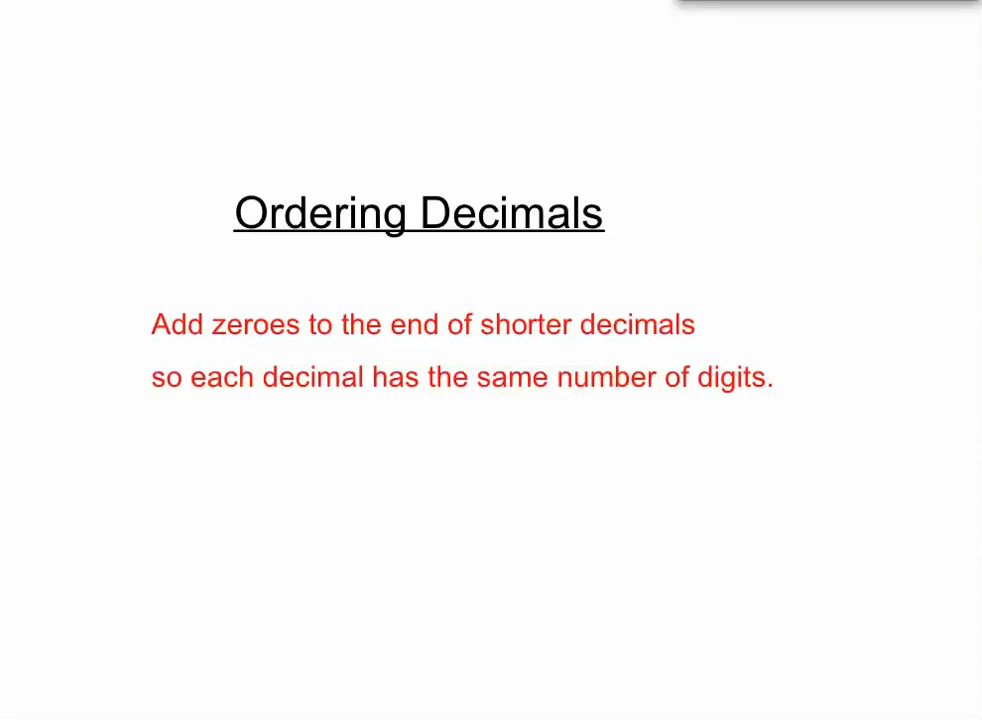 Ordering Decimals
Add zeroes to the end of shorter decimals
so each decimal has the same number of digits.